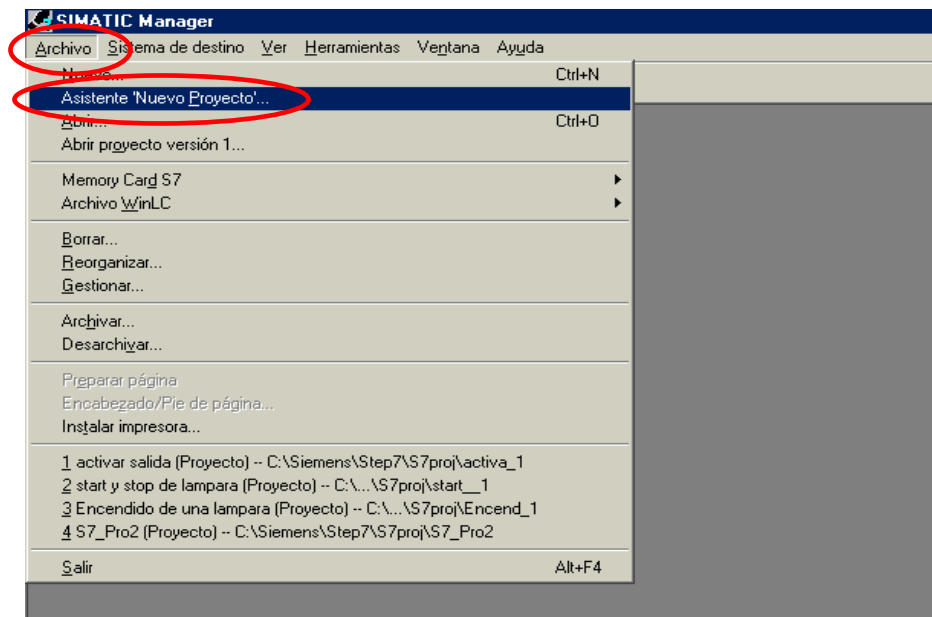 SIMATIC Manager
Archivo Sistema de destino Ver Herramientas Ventana Ayuda
Nuevo... Ctrl+N
Asistente 'Nuevo Proyecto'...
Abrir... Ctrl+O
Abrir proyecto versión 1...
Memory Card S7
Archivo WinLC
Borrar...
Reorganizar...
Gestionar...
Archivar...
Desarchivar...
Preparar página
Encabezado/Pie de página...
Instalar impresora...
1 activar salida (Proyecto) -- C:\Siemens\Step7\S7proj\activa_1
2 start y stop de lampara (Proyecto) -- C:\...\S7proj\start__1
3 Encendido de una lampara (Proyecto) -- C:\...\S7proj\Encend_1
4 S7_Pro2 (Proyecto) -- C:\Siemens\Step7\S7proj\S7_Pro2
Salir Alt+F4